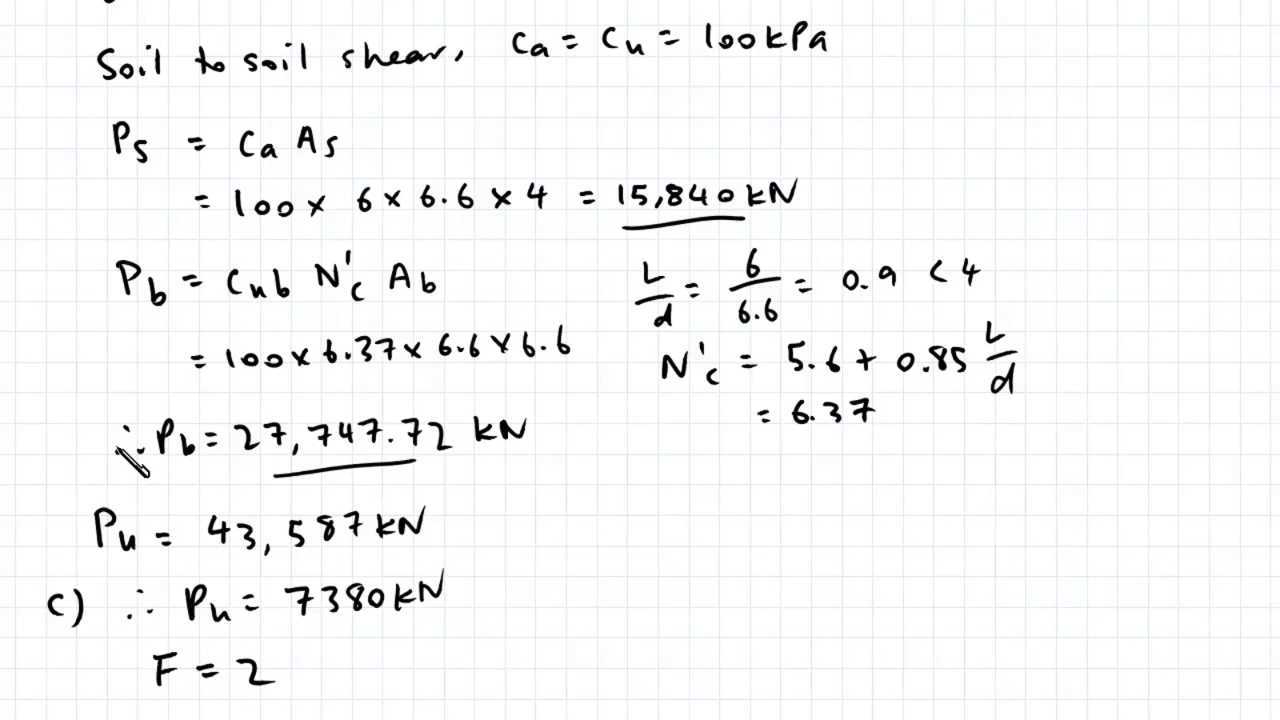 Soil to soil shear, Ca = Cu = 100kPa
Ps = Ca As
= 100 x 6 x 6.6 x 4 = 15,840 kN
Pb = Cub N'c Ab
= 100 x 6.37 x 6.6 x 6.6
∴ Pb = 27,747.72 kN
L/d = 6/6.6 = 0.9 < 4
N'c = 5.6 + 0.85 L/d
= 6.37
Pu = 43,587 kN
c) ∴ Pu = 7380 kN
F = 2